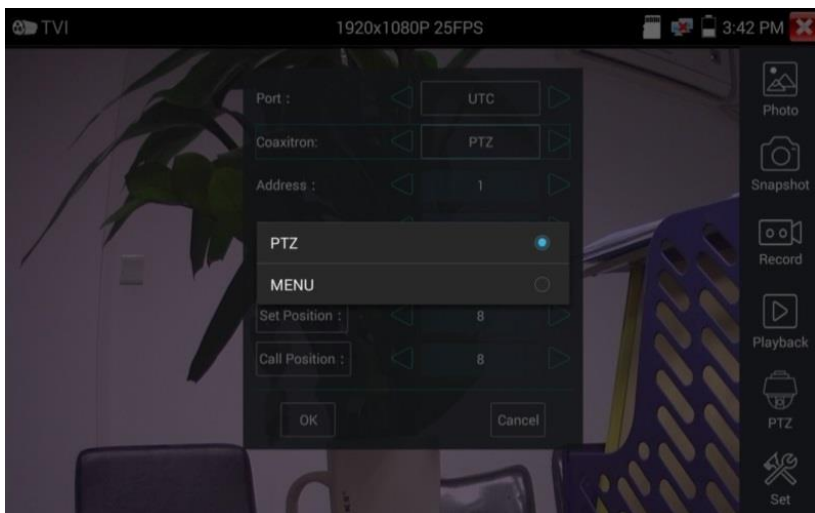 TVI 1920x1080P 25FPS 3:42 PM
Port : UTC
Coaxitron: PTZ
Address : 1
PTZ
MENU
Set Position : 8
Call Position : 8
OK Cancel
Photo
Snapshot
Record
Playback
PTZ
Set